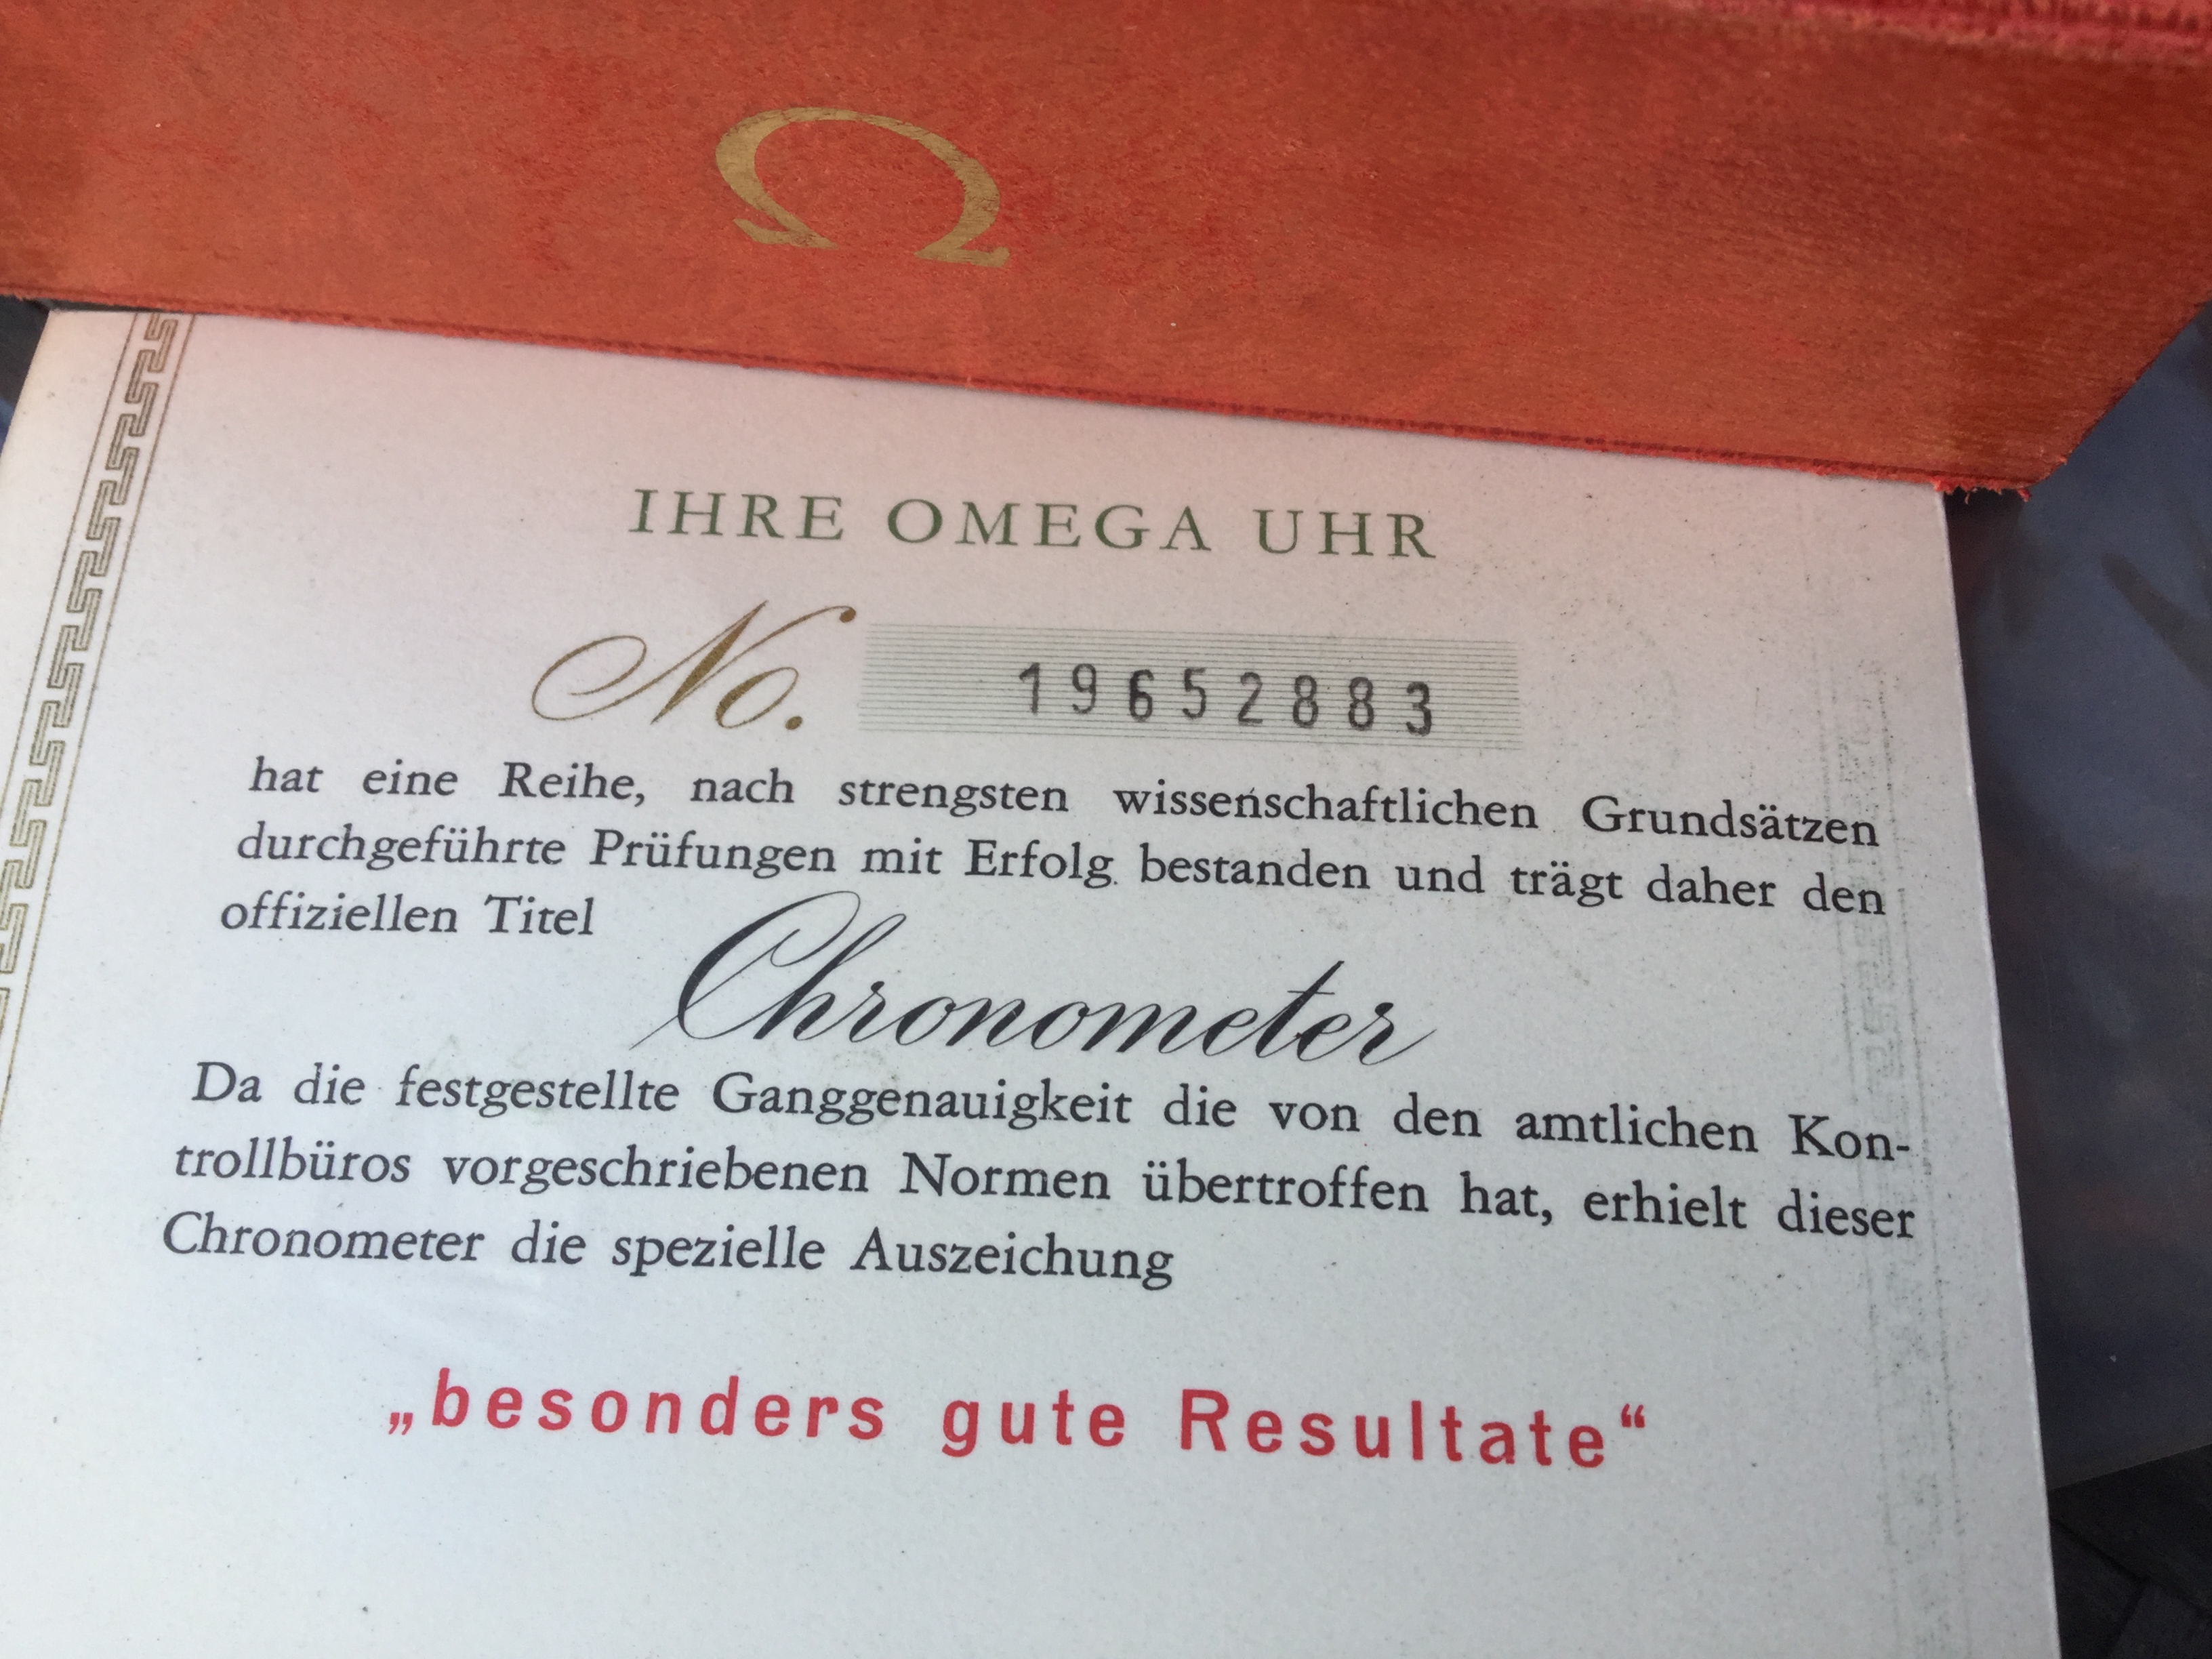 Ω
IHRE OMEGA UHR
No. 19652883
hat eine Reihe, nach strengsten wissenschaftlichen Grundsätzen
durchgeführte Prüfungen mit Erfolg bestanden und trägt daher den
offiziellen Titel
Chronometer
Da die festgestellte Ganggenauigkeit die von den amtlichen Kon-
trollbüros vorgeschriebenen Normen übertroffen hat, erhielt dieser
Chronometer die spezielle Auszeichung
„besonders gute Resultate“